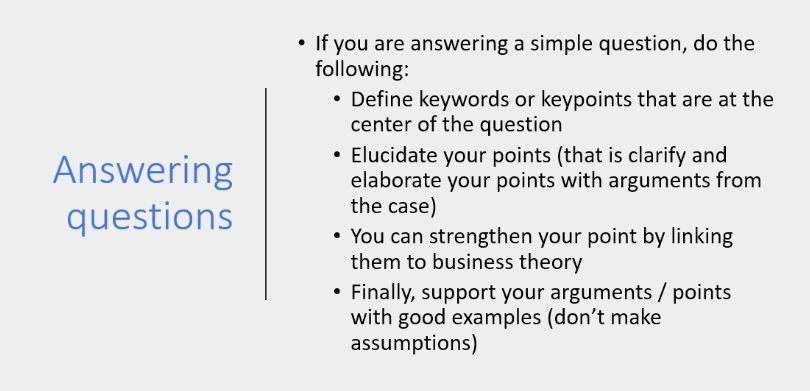 Answering
questions
• If you are answering a simple question, do the
following:
• Define keywords or keypoints that are at the
center of the question
• Elucidate your points (that is clarify and
elaborate your points with arguments from
the case)
• You can strengthen your point by linking
them to business theory
• Finally, support your arguments / points
with good examples (don’t make
assumptions)